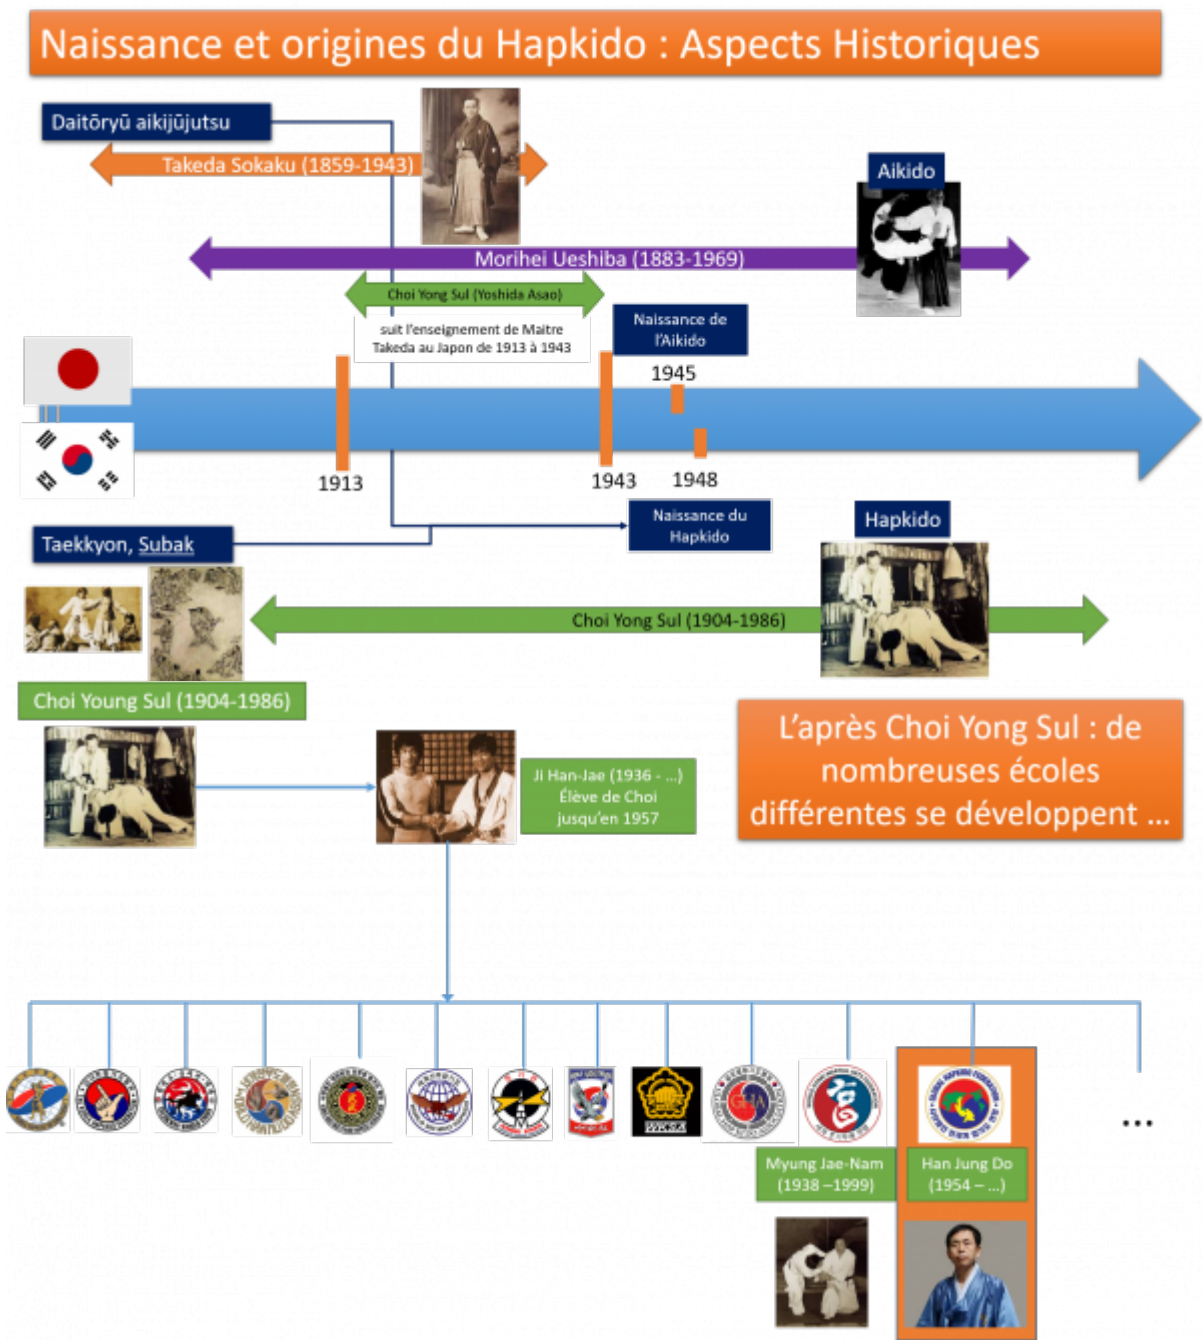 Naissance et origines du Hapkido : Aspects Historiques
Daitōryū aikijūjutsu
Takeda Sokaku (1859-1943)
Aikido
Morihei Ueshiba (1883-1969)
Choi Yong Sul (Yoshida Asao)
suit l'enseignement de Maitre
Takeda au Japon de 1913 à 1943
Naissance de
l'Aikido
1945
1913
1943
1948
Naissance du
Hapkido
Hapkido
Taekkyon, Subak
Choi Yong Sul (1904-1986)
Choi Young Sul (1904-1986)
Ji Han-Jae (1936 - ...)
Élève de Choi
jusqu'en 1957
L'après Choi Yong Sul : de
nombreuses écoles
différentes se développent ...
GHA
...
Myung Jae-Nam
(1938 –1999)
Han Jung Do
(1954 – ...)